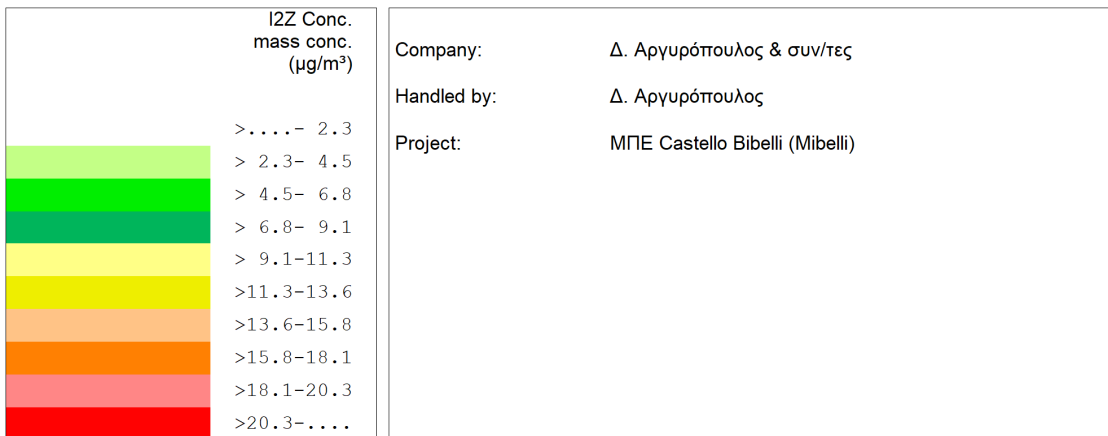 I2Z Conc.
mass conc.
(µg/m³)
>....- 2.3
> 2.3- 4.5
> 4.5- 6.8
> 6.8- 9.1
> 9.1-11.3
>11.3-13.6
>13.6-15.8
>15.8-18.1
>18.1-20.3
>20.3-....
Company: Δ. Αργυρόπουλος & συν/τες
Handled by: Δ. Αργυρόπουλος
Project: ΜΠΕ Castello Bibelli (Mibelli)